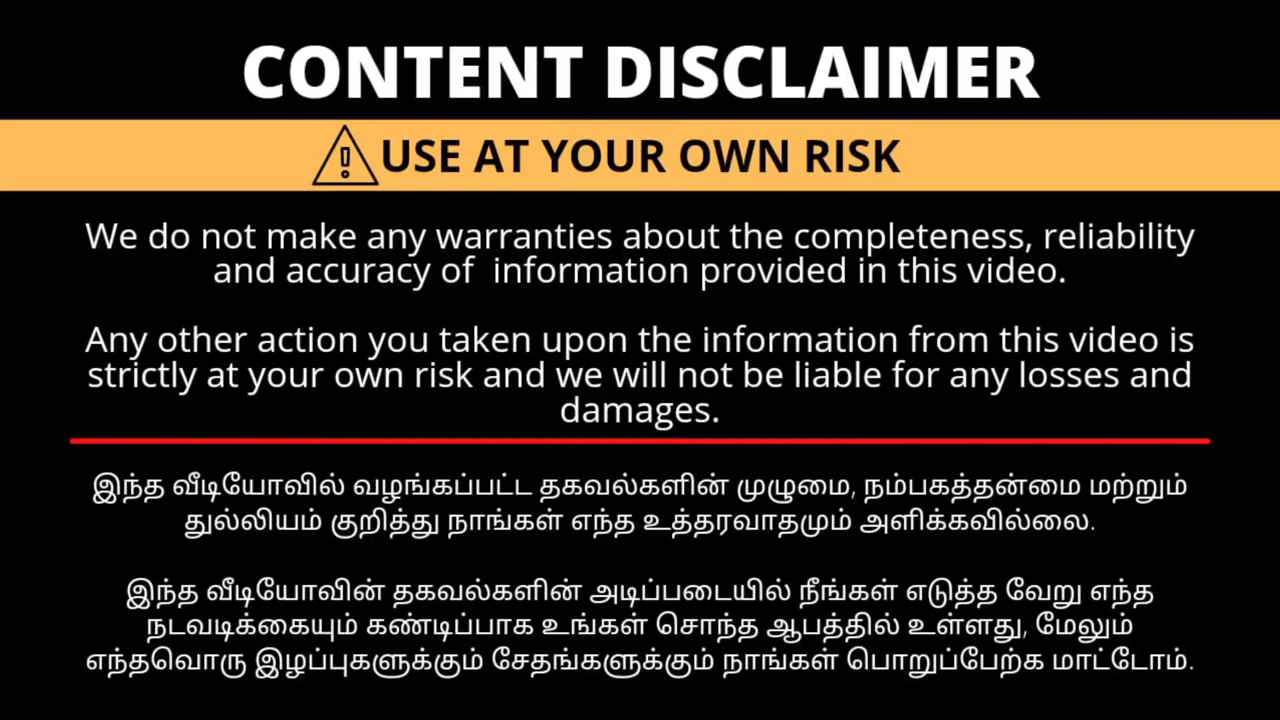 CONTENT DISCLAIMER
USE AT YOUR OWN RISK
We do not make any warranties about the completeness, reliability
and accuracy of  information provided in this video.
Any other action you taken upon the information from this video is
strictly at your own risk and we will not be liable for any losses and
damages.
இந்த வீடியோவில் வழங்கப்பட்ட தகவல்களின் முழுமை, நம்பகத்தன்மை மற்றும்
துல்லியம் குறித்து நாங்கள் எந்த உத்தரவாதமும் அளிக்கவில்லை.
இந்த வீடியோவின் தகவல்களின் அடிப்படையில் நீங்கள் எடுத்த வேறு எந்த
நடவடிக்கையும் கண்டிப்பாக உங்கள் சொந்த ஆபத்தில் உள்ளது, மேலும்
எந்தவொரு இழப்புகளுக்கும் சேதங்களுக்கும் நாங்கள் பொறுப்பேற்க மாட்டோம்.